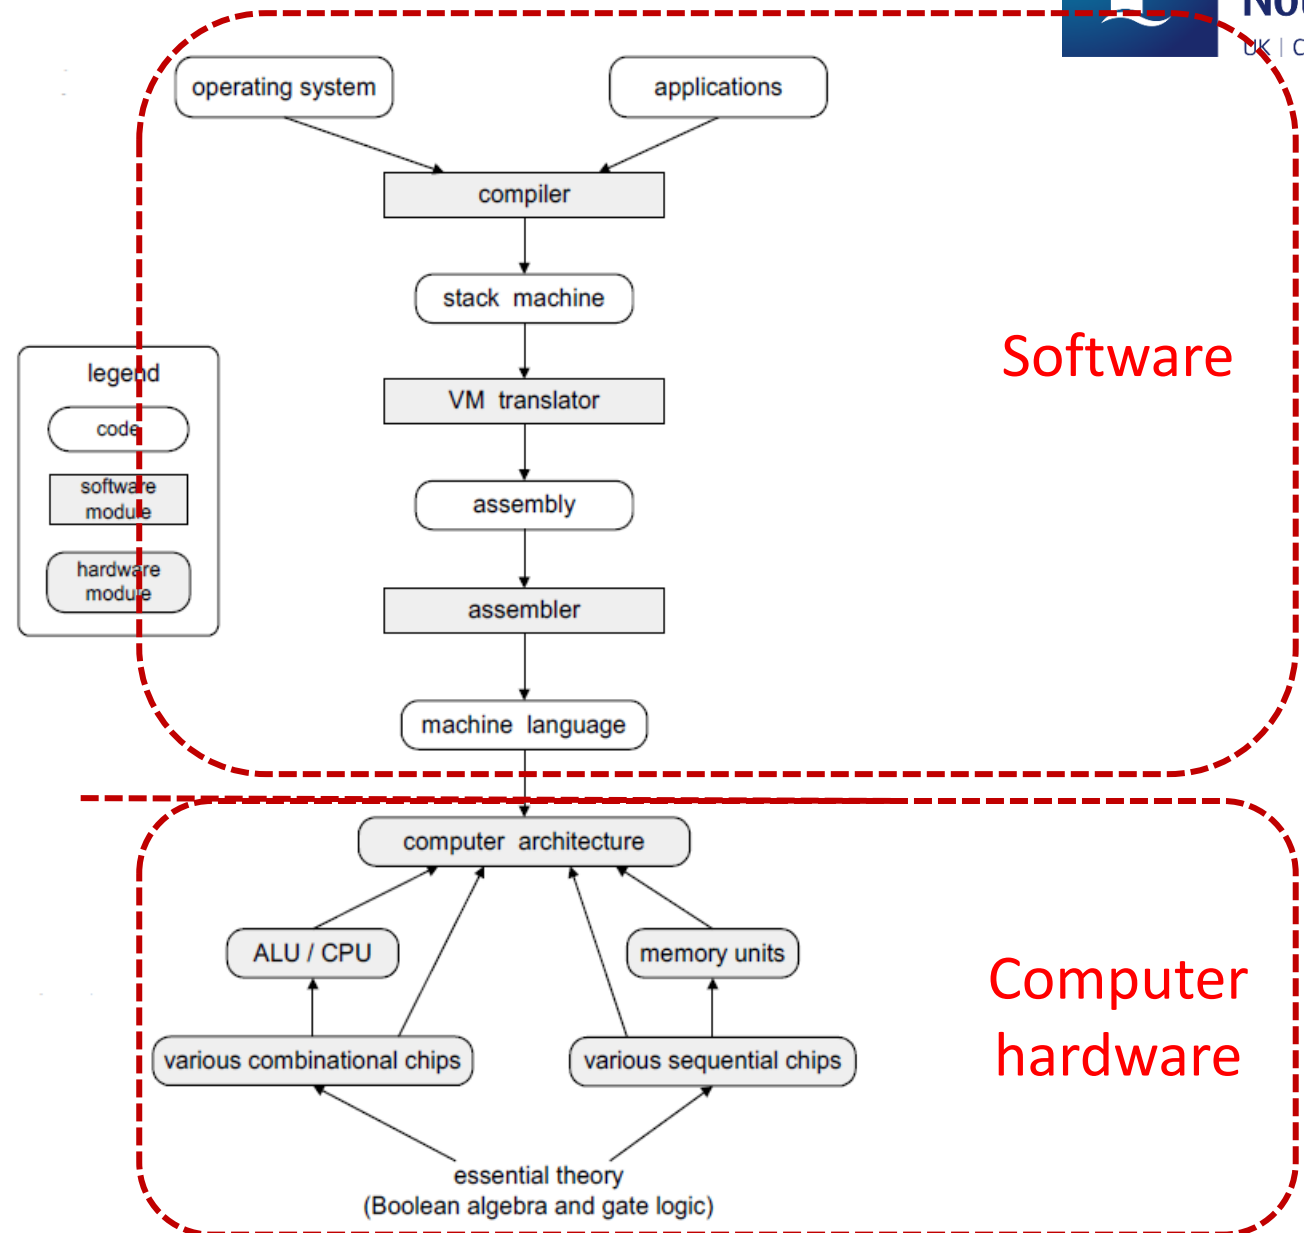 UK | C
operating system
applications
compiler
stack machine
Software
VM translator
legend
code
software
module
hardware
module
assembly
assembler
machine language
computer architecture
ALU / CPU
memory units
Computer
hardware
various combinational chips
various sequential chips
essential theory
(Boolean algebra and gate logic)